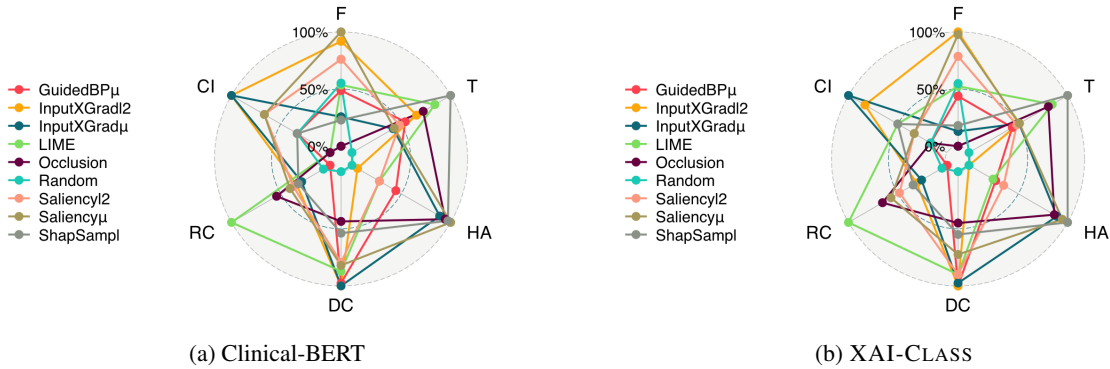 F
100%
T
CI
50%
0%
GuidedBPμ
InputXGradl2
InputXGradμ
LIME
Occlusion
Random
Saliencyl2
Saliencyμ
ShapSampl
RC
HA
DC
(a) Clinical-BERT
F
100%
T
CI
50%
0%
GuidedBPμ
InputXGradl2
InputXGradμ
LIME
Occlusion
Random
Saliencyl2
Saliencyμ
ShapSampl
RC
HA
DC
(b) XAI-CLASS